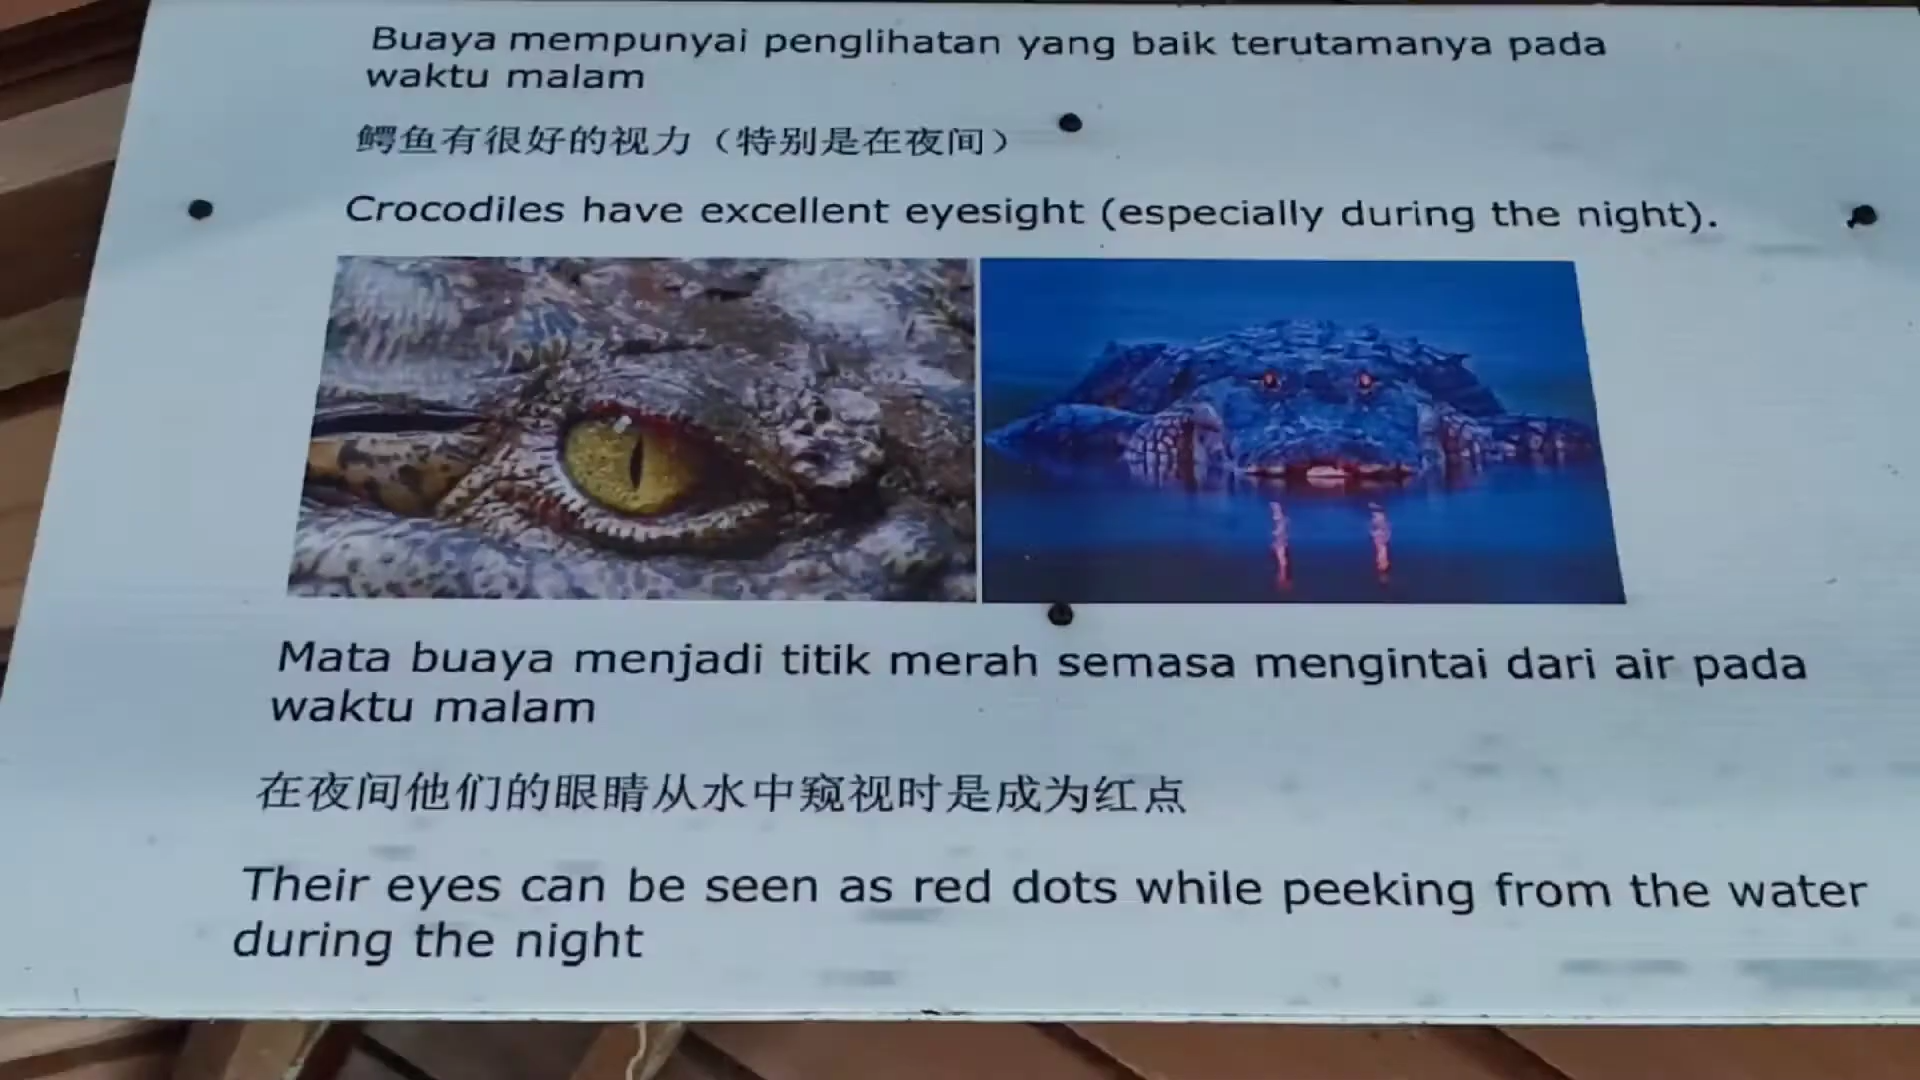 Buaya mempunyai penglihatan yang baik terutamanya pada
waktu malam
鳄鱼有很好的视力（特别是在夜间）
Crocodiles have excellent eyesight (especially during the night).
Mata buaya menjadi titik merah semasa mengintai dari air pada
waktu malam
在夜间他们的眼睛从水中窥视时是成为红点
Their eyes can be seen as red dots while peeking from the water
during the night